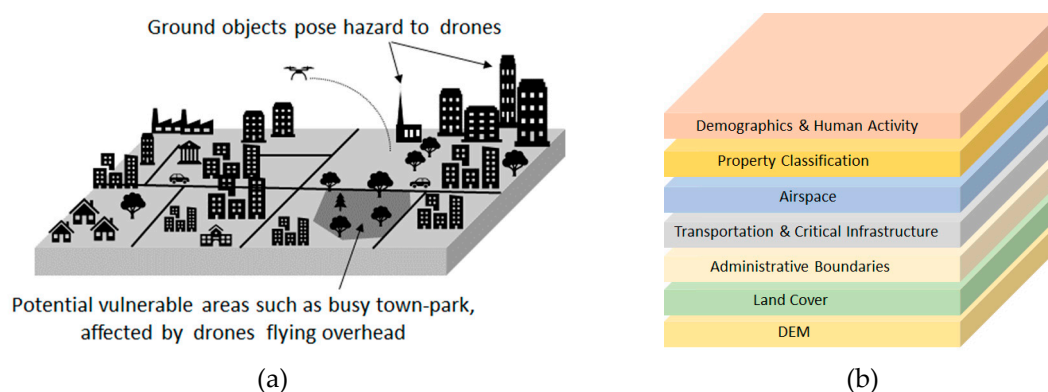 Ground objects pose hazard to drones
Potential vulnerable areas such as busy town-park,
affected by drones flying overhead
(a)
Demographics & Human Activity
Property Classification
Airspace
Transportation & Critical Infrastructure
Administrative Boundaries
Land Cover
DEM
(b)